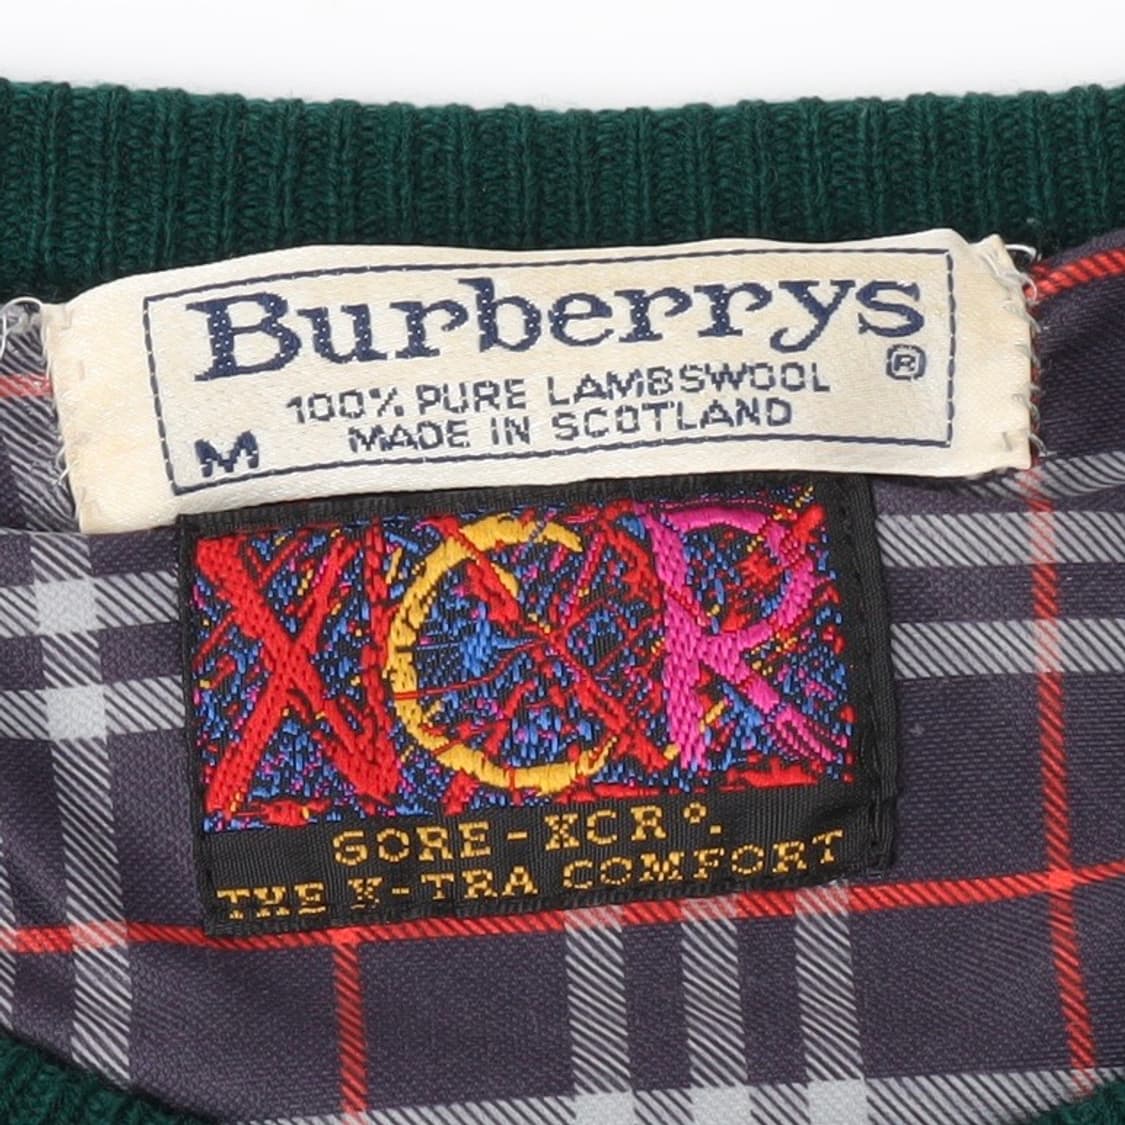 Burberrys
®
100% PURE LAMBSWOOL
MADE IN SCOTLAND
M
XCR
GORE-XCR°.
THE X-TRA COMFORT